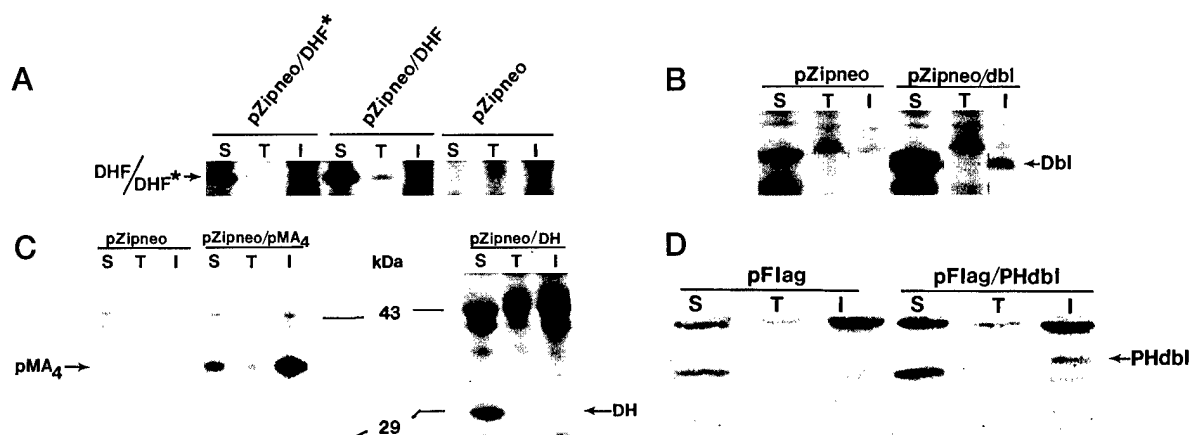 A
pZipneo/DHF*
pZipneo/DHF
pZipneo
S T I S T I S T I
DHF/DHF*
B
pZipneo pZipneo/dbl
S T I S T I
Dbl
C
pZipneo pZipneo/pMA4 kDa pZipneo/DH
S T I S T I S T I
43
pMA4
DH
29
D
pFlag pFlag/PHdbl
S T I S T I
PHdbl